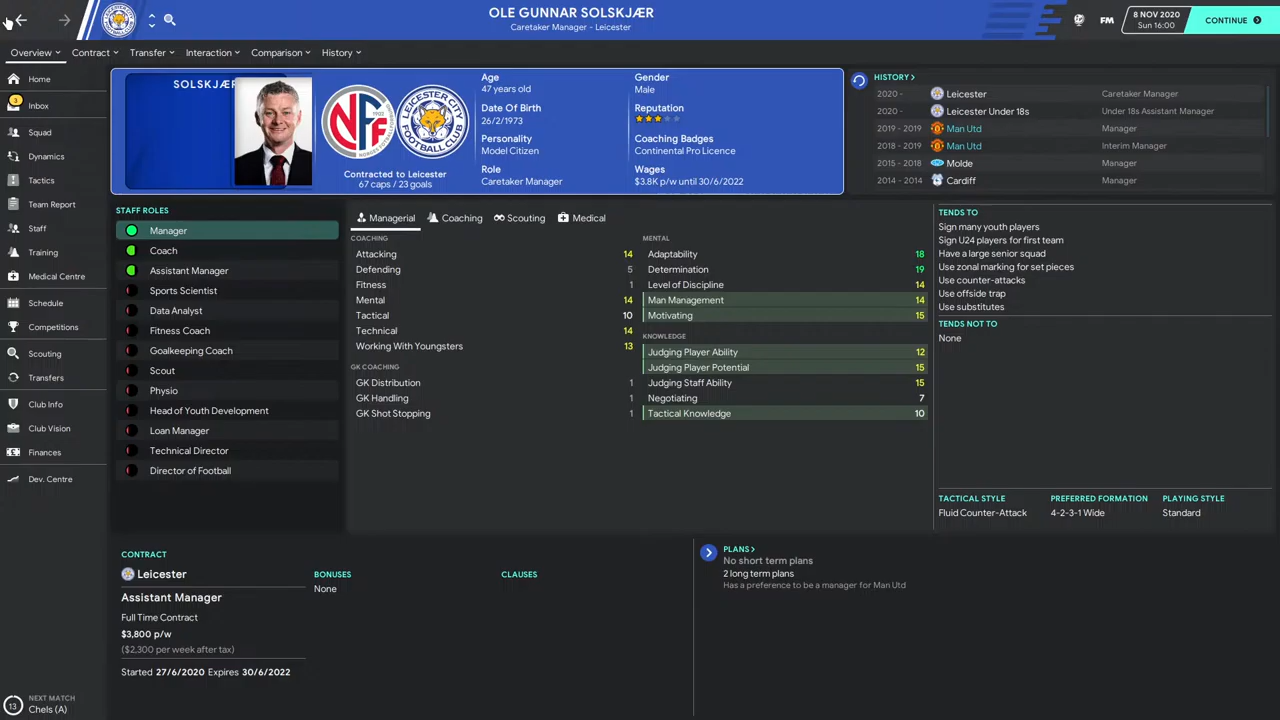 OLE GUNNAR SOLSKJÆR
Caretaker Manager - Leicester
FM
8 NOV 2020
Sun 16:00
CONTINUE
Overview
Contract
Transfer
Interaction
Comparison
History
Home
3
Inbox
Squad
Dynamics
Tactics
Team Report
Staff
Training
Medical Centre
Schedule
Competitions
Scouting
Transfers
Club Info
Club Vision
Finances
Dev. Centre
13
NEXT MATCH
Chels (A)
SOLSKJÆR
NFF
LEICESTER CITY
FOOTBALL CLUB
Contracted to Leicester
67 caps / 23 goals
Age
47 years old
Date Of Birth
26/2/1973
Personality
Model Citizen
Role
Caretaker Manager
Gender
Male
Reputation
Coaching Badges
Continental Pro Licence
Wages
$3.8K p/w until 30/6/2022
HISTORY >
2020 - Leicester Caretaker Manager
2020 - Leicester Under 18s Under 18s Assistant Manager
2019 - 2019 Man Utd Manager
2018 - 2019 Man Utd Interim Manager
2015 - 2018 Molde Manager
2014 - 2014 Cardiff Manager
STAFF ROLES
Manager
Coach
Assistant Manager
Sports Scientist
Data Analyst
Fitness Coach
Goalkeeping Coach
Scout
Physio
Head of Youth Development
Loan Manager
Technical Director
Director of Football
Managerial
Coaching
Scouting
Medical
COACHING
Attacking 14
Defending 5
Fitness 1
Mental 14
Tactical 10
Technical 14
Working With Youngsters 13
GK COACHING
GK Distribution 1
GK Handling 1
GK Shot Stopping 1
MENTAL
Adaptability 18
Determination 19
Level of Discipline 14
Man Management 14
Motivating 15
KNOWLEDGE
Judging Player Ability 12
Judging Player Potential 15
Judging Staff Ability 15
Negotiating 7
Tactical Knowledge 10
TENDS TO
Sign many youth players
Sign U24 players for first team
Have a large senior squad
Use zonal marking for set pieces
Use counter-attacks
Use offside trap
Use substitutes
TENDS NOT TO
None
TACTICAL STYLE
Fluid Counter-Attack
PREFERRED FORMATION
4-2-3-1 Wide
PLAYING STYLE
Standard
CONTRACT
Leicester
Assistant Manager
Full Time Contract
$3,800 p/w
($2,300 per week after tax)
Started 27/6/2020 Expires 30/6/2022
BONUSES
None
CLAUSES
PLANS >
No short term plans
2 long term plans
Has a preference to be a manager for Man Utd